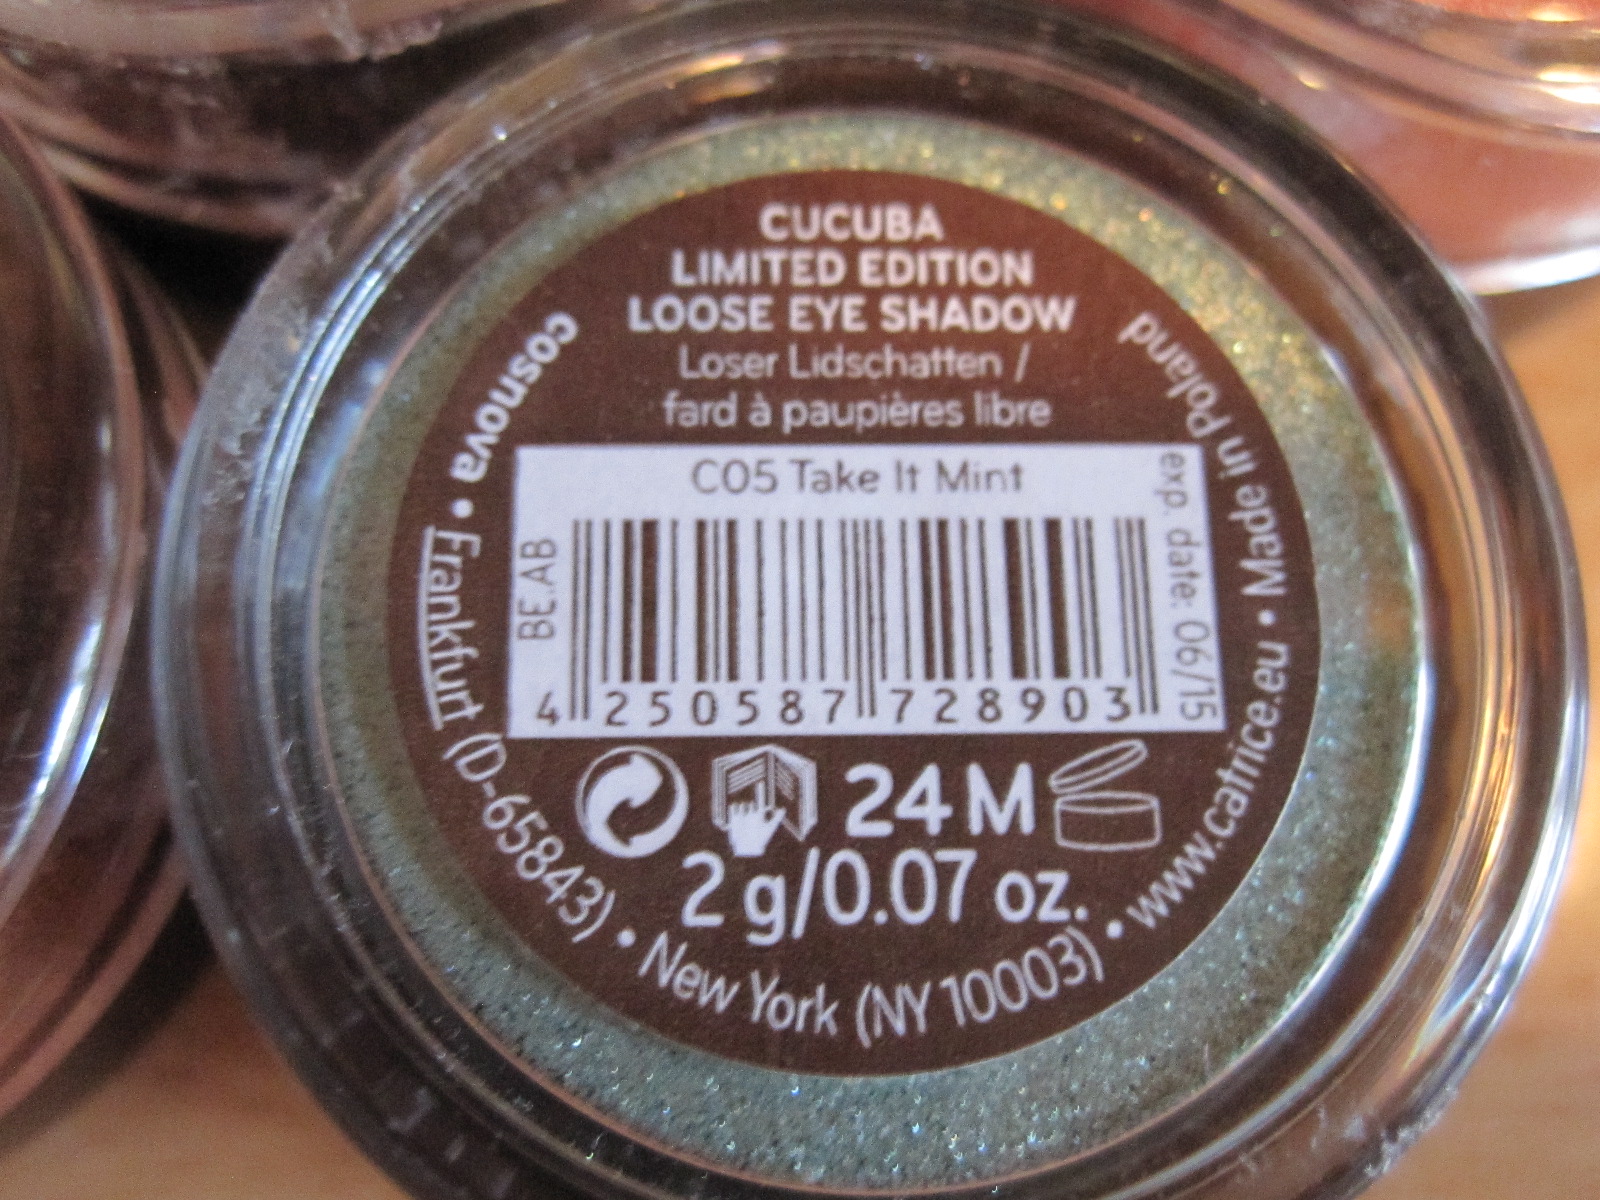 CUCUBA
LIMITED EDITION
LOOSE EYE SHADOW
Loser Lidschatten /
fard à paupières libre
C05 Take It Mint
BE.AB
exp. date: 06/15
4 250587 728903
24 M
2 g/0.07 oz.
cosnova • Frankfurt (D-65843) • New York (NY 10003) • www.catrice.eu • Made in Poland